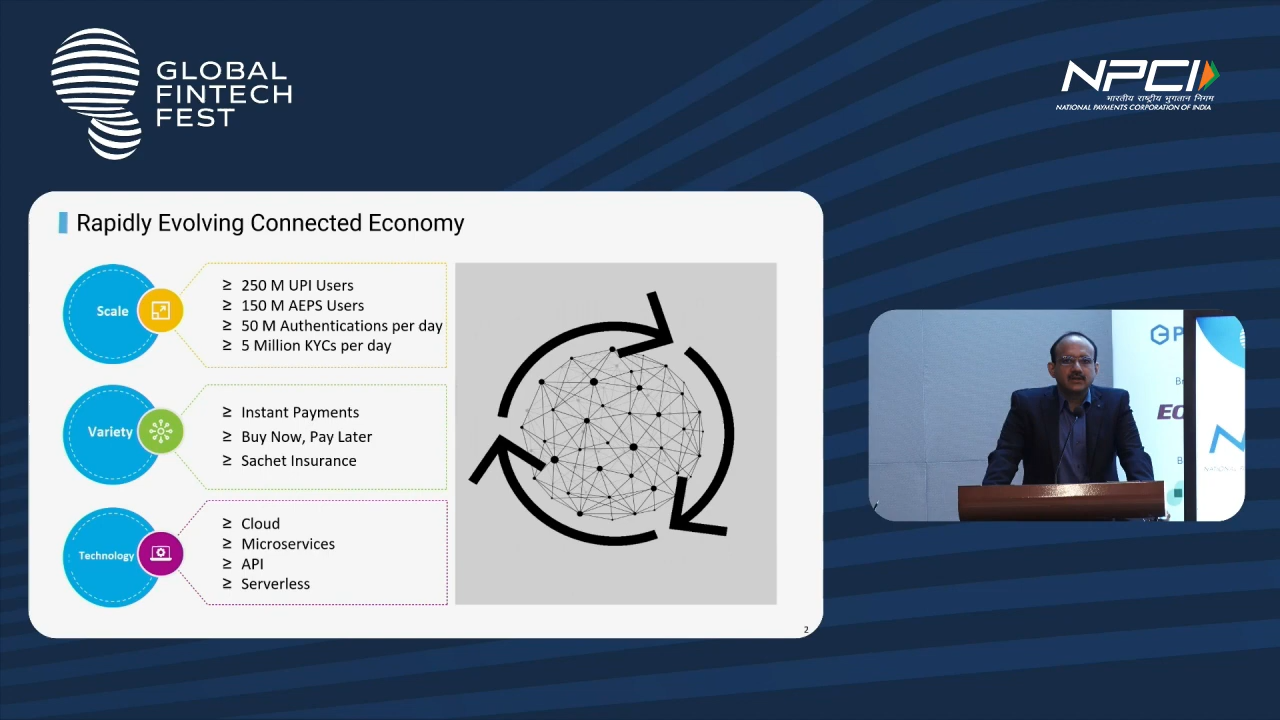 GLOBAL
FINTECH
FEST
NPCI
भारतीय राष्ट्रीय भुगतान निगम
NATIONAL PAYMENTS CORPORATION OF INDIA
Rapidly Evolving Connected Economy
Scale
≥ 250 M UPI Users
≥ 150 M AEPS Users
≥ 50 M Authentications per day
≥ 5 Million KYCs per day
Variety
≥ Instant Payments
≥ Buy Now, Pay Later
≥ Sachet Insurance
Technology
≥ Cloud
≥ Microservices
≥ API
≥ Serverless
2